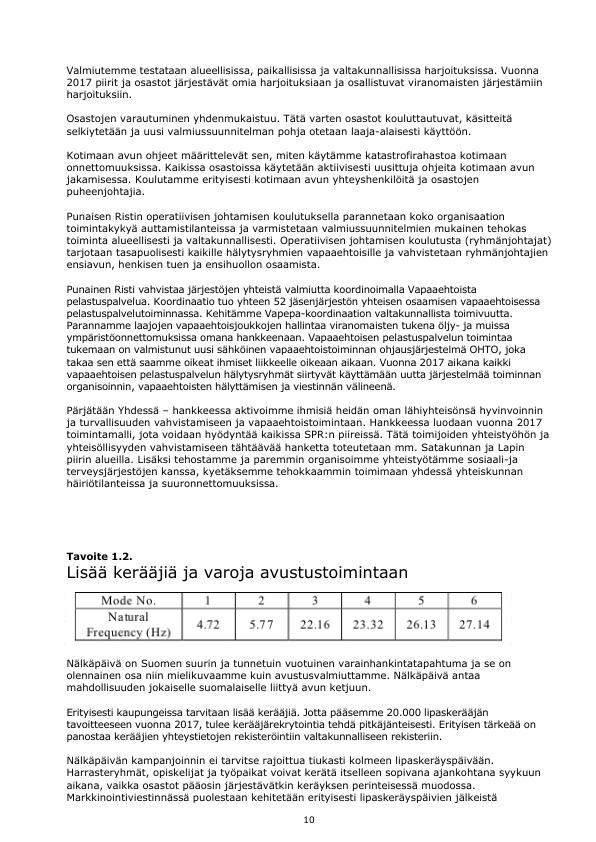 Valmiutemme testataan alueellisissa, paikallisissa ja valtakunnallisissa harjoituksissa. Vuonna
2017 piirit ja osastot järjestävät omia harjoituksiaan ja osallistuvat viranomaisten järjestämiin
harjoituksiin.
Osastojen varautuminen yhdenmukaistuu. Tätä varten osastot kouluttautuvat, käsitteitä
selkiytetään ja uusi valmiussuunnitelman pohja otetaan laaja-alaisesti käyttöön.
Kotimaan avun ohjeet määrittelevät sen, miten käytämme katastrofirahastoa kotimaan
onnettomuuksissa. Kaikissa osastoissa käytetään aktiivisesti uusittuja ohjeita kotimaan avun
jakamisessa. Koulutamme erityisesti kotimaan avun yhteyshenkilöitä ja osastojen
puheenjohtajia.
Punaisen Ristin operatiivisen johtamisen koulutuksella parannetaan koko organisaation
toimintakykyä auttamistilanteissa ja varmistetaan valmiussuunnitelmien mukainen tehokas
toiminta alueellisesti ja valtakunnallisesti. Operatiivisen johtamisen koulutusta (ryhmänjohtajat)
tarjotaan tasapuolisesti kaikille hälytysryhmien vapaaehtoisille ja vahvistetaan ryhmänjohtajien
ensiavun, henkisen tuen ja ensihuollon osaamista.
Punainen Risti vahvistaa järjestöjen yhteistä valmiutta koordinoimalla Vapaaehtoista
pelastuspalvelua. Koordinaatio tuo yhteen 52 jäsenjärjestön yhteisen osaamisen vapaaehtoisessa
pelastuspalvelutoiminnassa. Kehitämme Vapepa-koordinaation valtakunnallista toimivuutta.
Parannamme laajojen vapaaehtoisjoukkojen hallintaa viranomaisten tukena öljy- ja muissa
ympäristöonnettomuuksissa omana hankkeenaan. Vapaaehtoisen pelastuspalvelun toimintaa
tukemaan on valmistunut uusi sähköinen vapaaehtoistoiminnan ohjausjärjestelmä OHTO, joka
takaa sen että saamme oikeat ihmiset liikkeelle oikeaan aikaan. Vuonna 2017 aikana kaikki
vapaaehtoisen pelastuspalvelun hälytysryhmät siirtyvät käyttämään uutta järjestelmää toiminnan
organisoinnin, vapaaehtoisten hälyttämisen ja viestinnän välineenä.
Pärjätään Yhdessä – hankkeessa aktivoimme ihmisiä heidän oman lähiyhteisönsä hyvinvoinnin
ja turvallisuuden vahvistamiseen ja vapaaehtoistoimintaan. Hankkeessa luodaan vuonna 2017
toimintamalli, jota voidaan hyödyntää kaikissa SPR:n piireissä. Tätä toimijoiden yhteistyöhön ja
yhteisöllisyyden vahvistamiseen tähtäävää hanketta toteutetaan mm. Satakunnan ja Lapin
piirin alueilla. Lisäksi tehostamme ja paremmin organisoimme yhteistyötämme sosiaali-ja
terveysjärjestöjen kanssa, kyetäksemme tehokkaammin toimimaan yhdessä yhteiskunnan
häiriötilanteissa ja suuronnettomuuksissa.
Tavoite 1.2.
Lisää kerääjiä ja varoja avustustoimintaan
Mode No. 1 2 3 4 5 6
Natural
Frequency (Hz) 4.72 5.77 22.16 23.32 26.13 27.14
Nälkäpäivä on Suomen suurin ja tunnetuin vuotuinen varainhankintatapahtuma ja se on
olennainen osa niin mielikuvaamme kuin avustusvalmiuttamme. Nälkäpäivä antaa
mahdollisuuden jokaiselle suomalaiselle liittyä avun ketjuun.
Erityisesti kaupungeissa tarvitaan lisää kerääjiä. Jotta pääsemme 20.000 lipaskerääjän
tavoitteeseen vuonna 2017, tulee kerääjärekrytointia tehdä pitkäjänteisesti. Erityisen tärkeää on
panostaa kerääjien yhteystietojen rekisteröintiin valtakunnalliseen rekisteriin.
Nälkäpäivän kampanjoinnin ei tarvitse rajoittua tiukasti kolmeen lipaskeräyspäivään.
Harrasteryhmät, opiskelijat ja työpaikat voivat kerätä itselleen sopivana ajankohtana syykuun
aikana, vaikka osastot pääosin järjestävätkin keräyksen perinteisessä muodossa.
Markkinointiviestinnässä puolestaan kehitetään erityisesti lipaskeräyspäivien jälkeistä
10